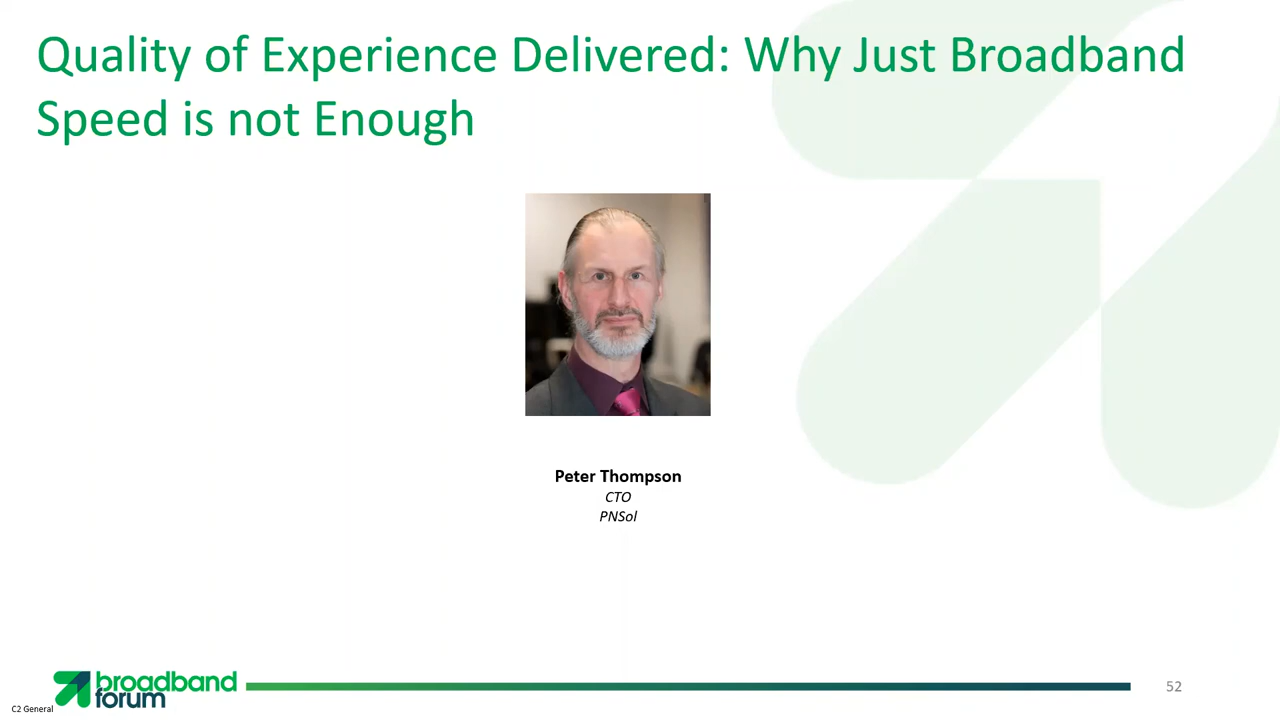 Quality of Experience Delivered: Why Just Broadband
Speed is not Enough
Peter Thompson
CTO
PNSol
broadband
forum
52
C2 General